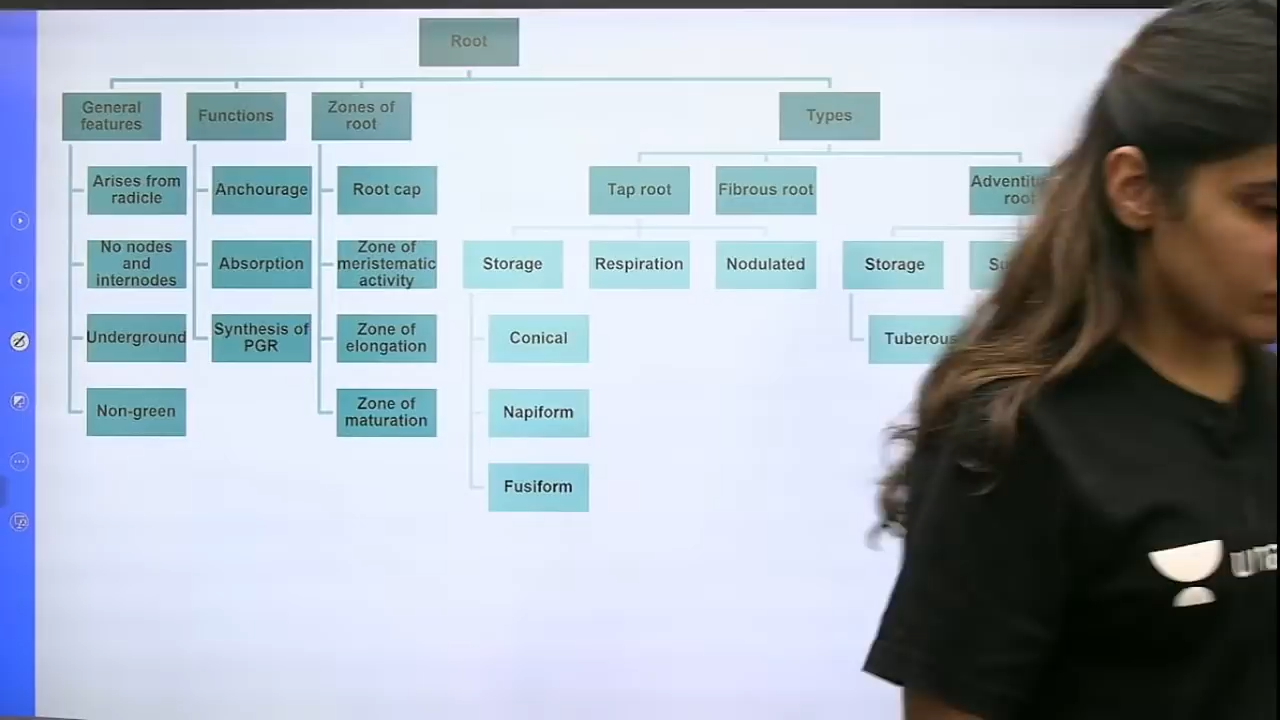 Root
General
features
Functions
Zones of
root
Types
Arises from
radicle
Anchourage
Root cap
Tap root
Fibrous root
root
No nodes
and
internodes
Absorption
Zone of
meristematic
activity
Storage
Respiration
Nodulated
Storage
Underground
Synthesis of
PGR
Zone of
elongation
Conical
Tuberous
Non-green
Zone of
maturation
Napiform
Fusiform